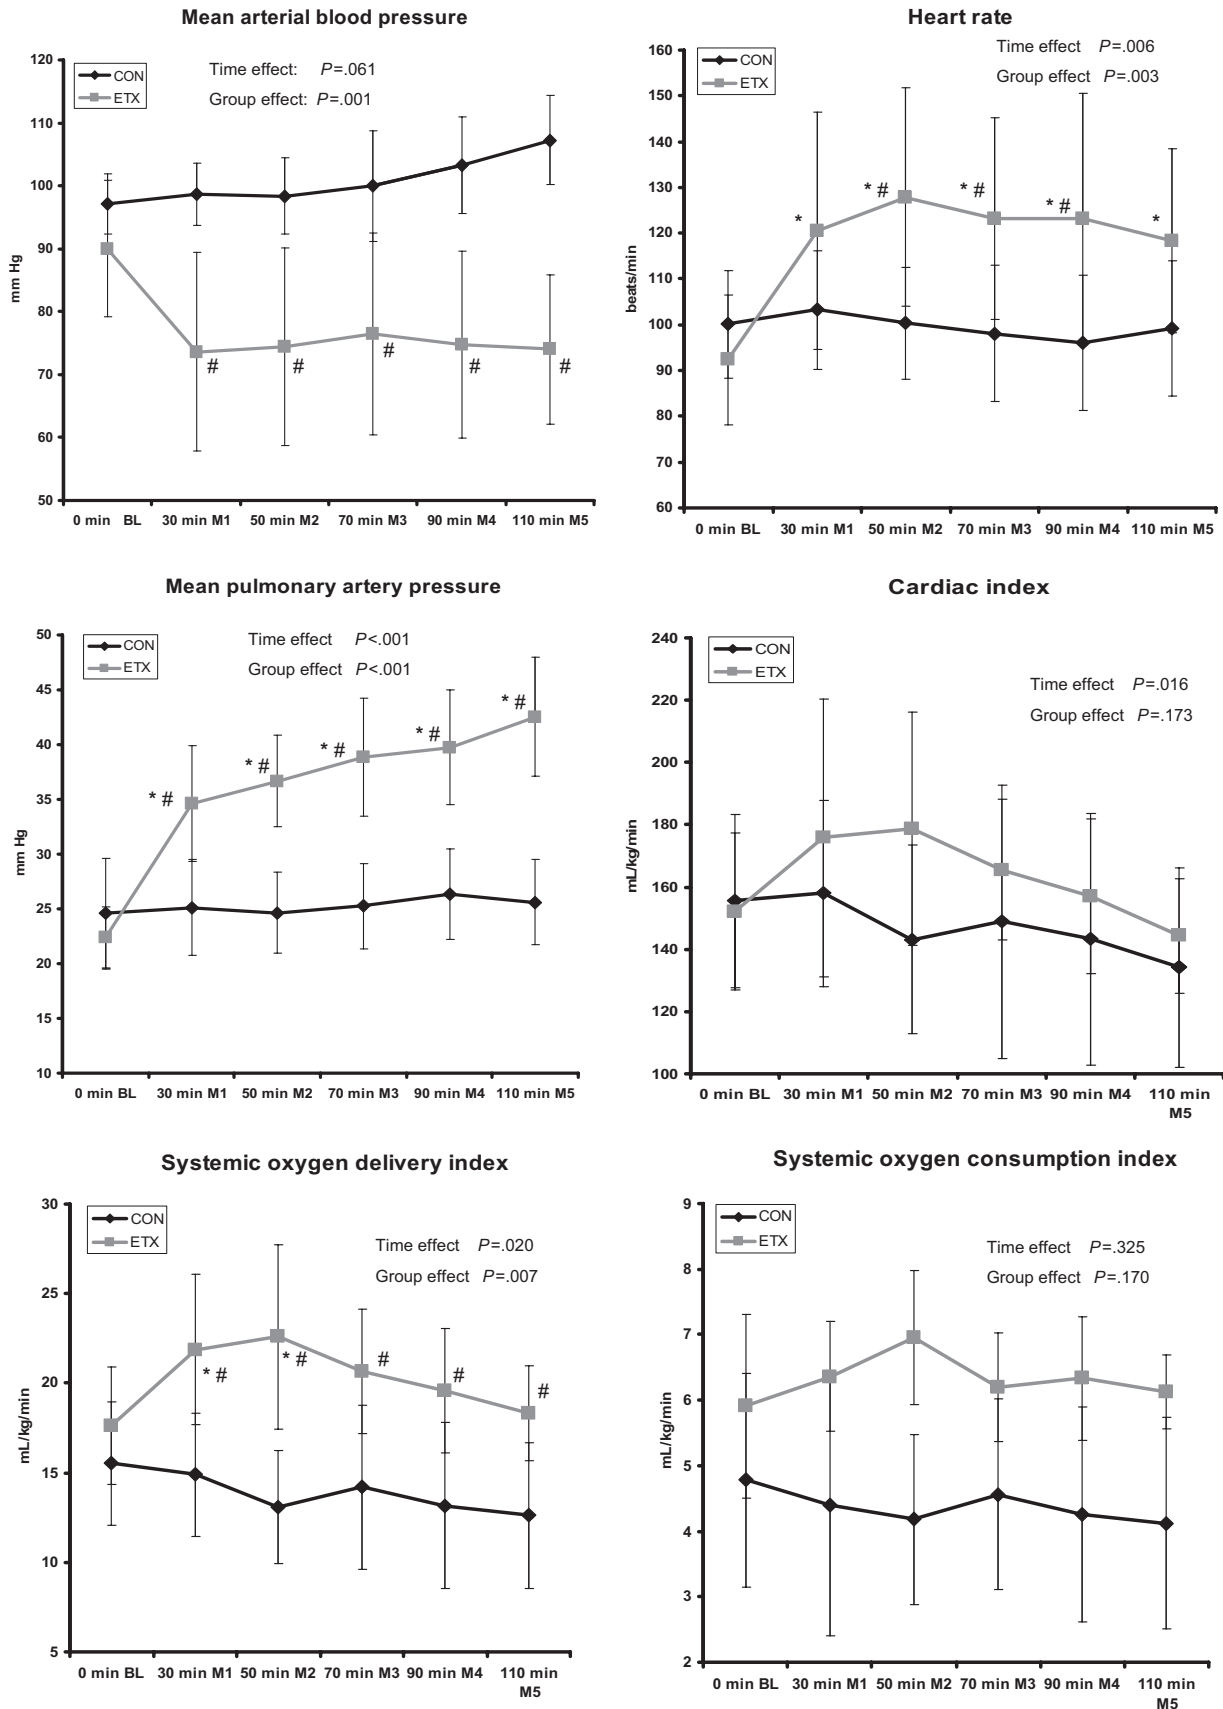 Mean arterial blood pressure
120
110
100
90
80
70
60
50
mm Hg
CON
ETX
Time effect: P=.061
Group effect: P=.001
#
#
#
#
#
0 min BL 30 min M1 50 min M2 70 min M3 90 min M4 110 min M5
Heart rate
160
150
140
130
120
110
100
90
80
70
60
beats/min
CON
ETX
Time effect P=.006
Group effect P=.003
*
* #
* #
* #
*
0 min BL 30 min M1 50 min M2 70 min M3 90 min M4 110 min M5
Mean pulmonary artery pressure
50
45
40
35
30
25
20
15
10
mm Hg
CON
ETX
Time effect P<.001
Group effect P<.001
* #
* #
* #
* #
* #
0 min BL 30 min M1 50 min M2 70 min M3 90 min M4 110 min M5
Cardiac index
240
220
200
180
160
140
120
100
mL/kg/min
CON
ETX
Time effect P=.016
Group effect P=.173
0 min BL 30 min M1 50 min M2 70 min M3 90 min M4 110 min
M5
Systemic oxygen delivery index
30
25
20
15
10
5
mL/kg/min
CON
ETX
Time effect P=.020
Group effect P=.007
* #
* #
#
#
#
0 min BL 30 min M1 50 min M2 70 min M3 90 min M4 110 min
M5
Systemic oxygen consumption index
9
8
7
6
5
4
3
2
mL/kg/min
CON
ETX
Time effect P=.325
Group effect P=.170
0 min BL 30 min M1 50 min M2 70 min M3 90 min M4 110 min
M5